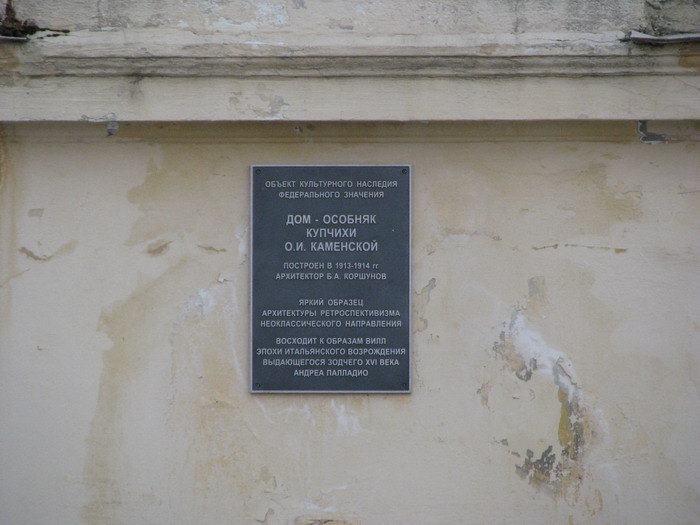 ОБЪЕКТ КУЛЬТУРНОГО НАСЛЕДИЯ
ФЕДЕРАЛЬНОГО ЗНАЧЕНИЯ
ДОМ - ОСОБНЯК
КУПЧИХИ
О.И. КАМЕНСКОЙ
ПОСТРОЕН В 1913-1914 гг
АРХИТЕКТОР Б.А. КОРШУНОВ
ЯРКИЙ ОБРАЗЕЦ
АРХИТЕКТУРЫ РЕТРОСПЕКТИВИЗМА
НЕОКЛАССИЧЕСКОГО НАПРАВЛЕНИЯ
ВОСХОДИТ К ОБРАЗАМ ВИЛЛ
ЭПОХИ ИТАЛЬЯНСКОГО ВОЗРОЖДЕНИЯ
ВЫДАЮЩЕГОСЯ ЗОДЧЕГО XVI ВЕКА
АНДРЕА ПАЛЛАДИО